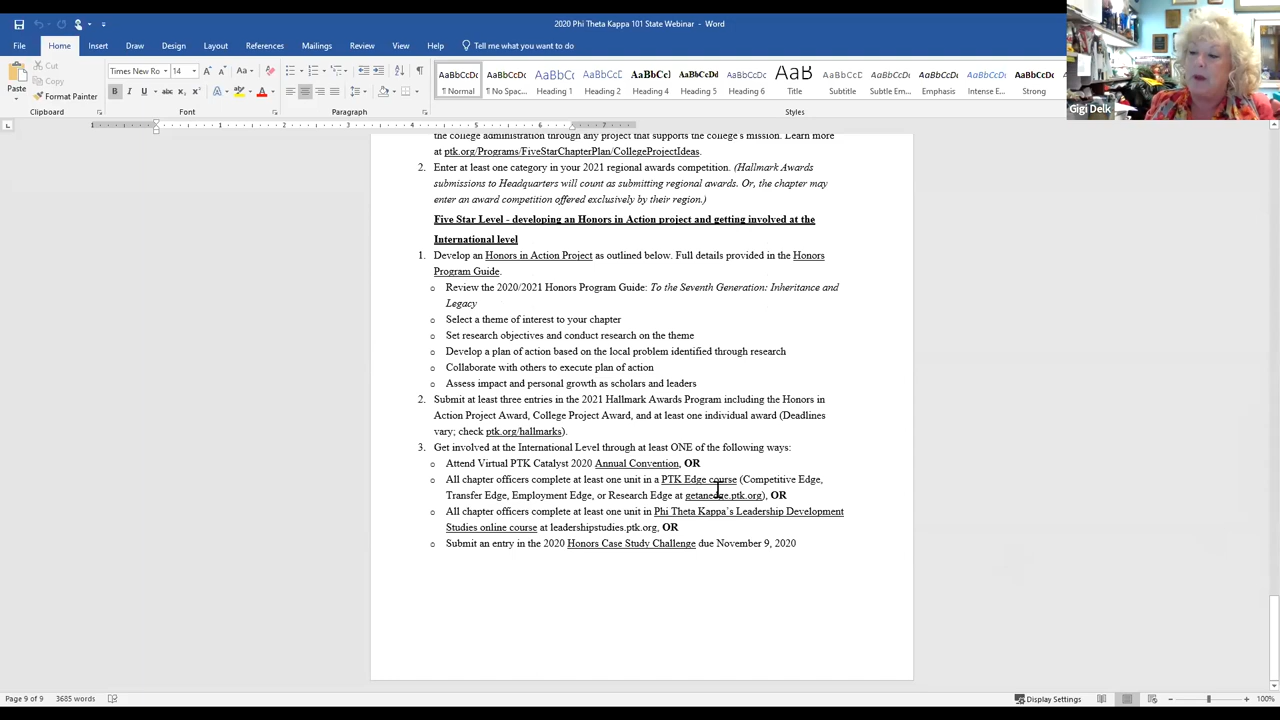 2020 Phi Theta Kappa 101 State Webinar - Word
File Home Insert Draw Design Layout References Mailings Review View Help Tell me what you want to do
Gigi Delk
Paste
Cut
Copy
Format Painter
Times New Ro 14
AaBbCcDc AaBbCcDc AaBbC AaBbCcD AaBbCcI AaBbCcDd AaBbCcDd AaB AaBbCcD AaBbCcDt AaBbCcDt AaBbCcDt AaBbCcDc
¶ Normal ¶ No Spac... Heading 1 Heading 2 Heading 4 Heading 5 Heading 6 Title Subtitle Subtle Em... Emphasis Intense E... Strong
Clipboard Font Paragraph Styles
the college administration through any project that supports the college's mission. Learn more
at ptk.org/Programs/FiveStarChapterPlan/CollegeProjectIdeas.
2. Enter at least one category in your 2021 regional awards competition. (Hallmark Awards
submissions to Headquarters will count as submitting regional awards. Or, the chapter may
enter an award competition offered exclusively by their region.)
Five Star Level - developing an Honors in Action project and getting involved at the
International level
1. Develop an Honors in Action Project as outlined below. Full details provided in the Honors
Program Guide.
o Review the 2020/2021 Honors Program Guide: To the Seventh Generation: Inheritance and
Legacy
o Select a theme of interest to your chapter
o Set research objectives and conduct research on the theme
o Develop a plan of action based on the local problem identified through research
o Collaborate with others to execute plan of action
o Assess impact and personal growth as scholars and leaders
2. Submit at least three entries in the 2021 Hallmark Awards Program including the Honors in
Action Project Award, College Project Award, and at least one individual award (Deadlines
vary; check ptk.org/hallmarks).
3. Get involved at the International Level through at least ONE of the following ways:
o Attend Virtual PTK Catalyst 2020 Annual Convention, OR
o All chapter officers complete at least one unit in a PTK Edge course (Competitive Edge,
Transfer Edge, Employment Edge, or Research Edge at getanedge.ptk.org), OR
o All chapter officers complete at least one unit in Phi Theta Kappa's Leadership Development
Studies online course at leadershipstudies.ptk.org, OR
o Submit an entry in the 2020 Honors Case Study Challenge due November 9, 2020
Page 9 of 9 3685 words Display Settings 100%